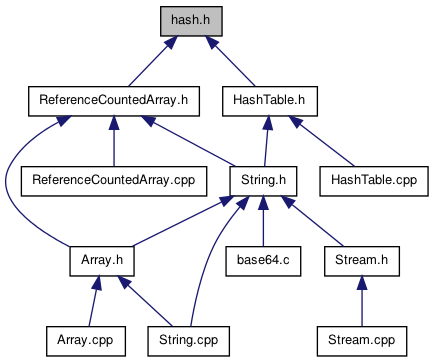 hash.h
ReferenceCountedArray.h
HashTable.h
ReferenceCountedArray.cpp
String.h
HashTable.cpp
Array.h
base64.c
Stream.h
Array.cpp
String.cpp
Stream.cpp